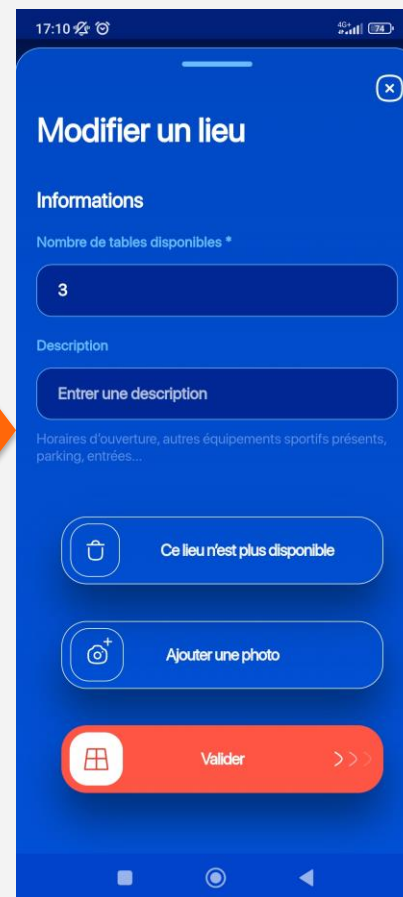 17:10
4G+
74
Modifier un lieu
Informations
Nombre de tables disponibles *
3
Description
Entrer une description
Horaires d'ouverture, autres équipements sportifs présents,
parking, entrées...
Ce lieu n'est plus disponible
Ajouter une photo
Valider